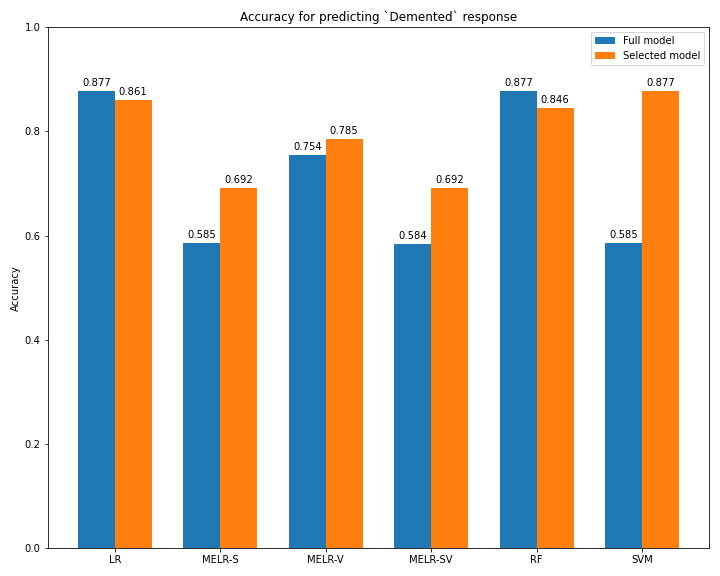 Accuracy for predicting `Demented` response
Full model
Selected model
Accuracy
1.0
0.8
0.6
0.4
0.2
0.0
0.877
0.861
0.585
0.692
0.754
0.785
0.584
0.692
0.877
0.846
0.585
0.877
LR
MELR-S
MELR-V
MELR-SV
RF
SVM